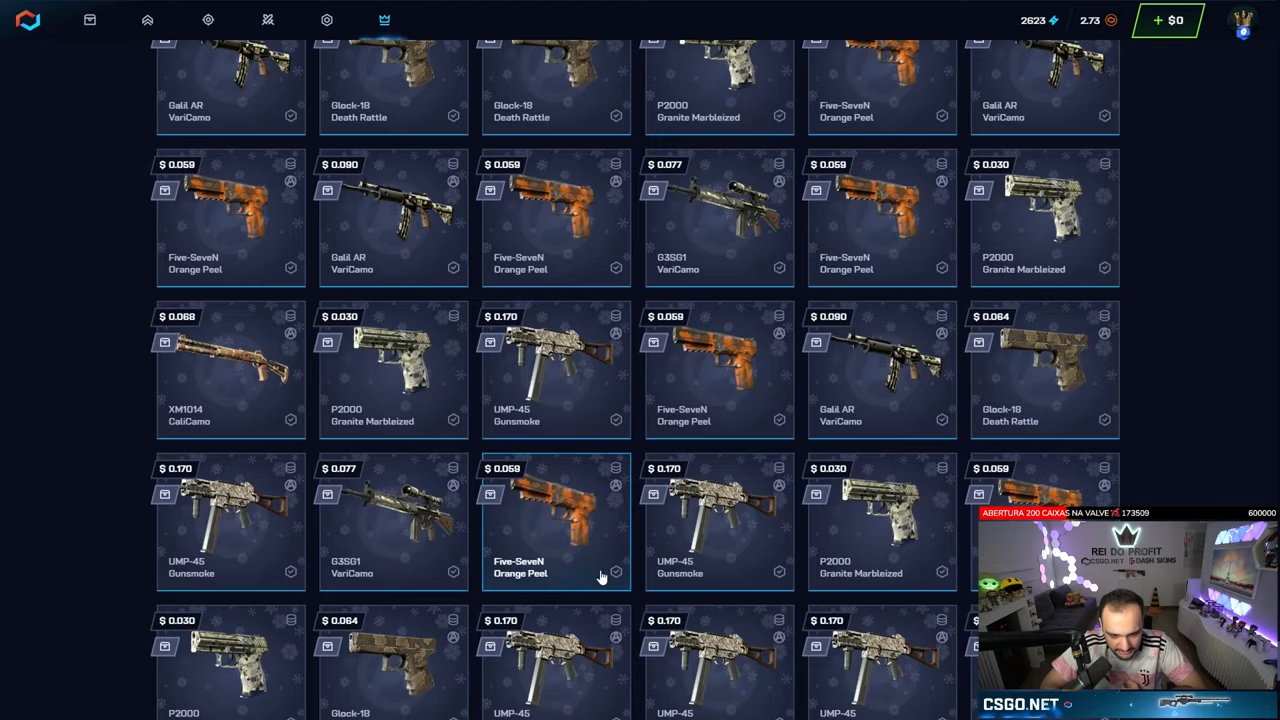 2623
2.73
+ $0
Galil AR
VariCamo
Glock-18
Death Rattle
Glock-18
Death Rattle
P2000
Granite Marbleized
Five-SeveN
Orange Peel
Galil AR
VariCamo
$ 0.059
Five-SeveN
Orange Peel
$ 0.090
Galil AR
VariCamo
$ 0.059
Five-SeveN
Orange Peel
$ 0.077
G3SG1
VariCamo
$ 0.059
Five-SeveN
Orange Peel
$ 0.030
P2000
Granite Marbleized
$ 0.068
XM1014
CaliCamo
$ 0.030
P2000
Granite Marbleized
$ 0.170
UMP-45
Gunsmoke
$ 0.059
Five-SeveN
Orange Peel
$ 0.090
Galil AR
VariCamo
$ 0.064
Glock-18
Death Rattle
$ 0.170
UMP-45
Gunsmoke
$ 0.077
G3SG1
VariCamo
$ 0.059
Five-SeveN
Orange Peel
$ 0.170
UMP-45
Gunsmoke
$ 0.030
P2000
Granite Marbleized
$ 0.059
$ 0.030
P2000
$ 0.064
Glock-18
$ 0.170
UMP-45
$ 0.170
UMP-45
$ 0.170
UMP-45
ABERTURA 200 CAIXAS NA VALVE 173509
600000
REI DO PROFIT
CSGO.NET DASH SKINS
CSGO.NET